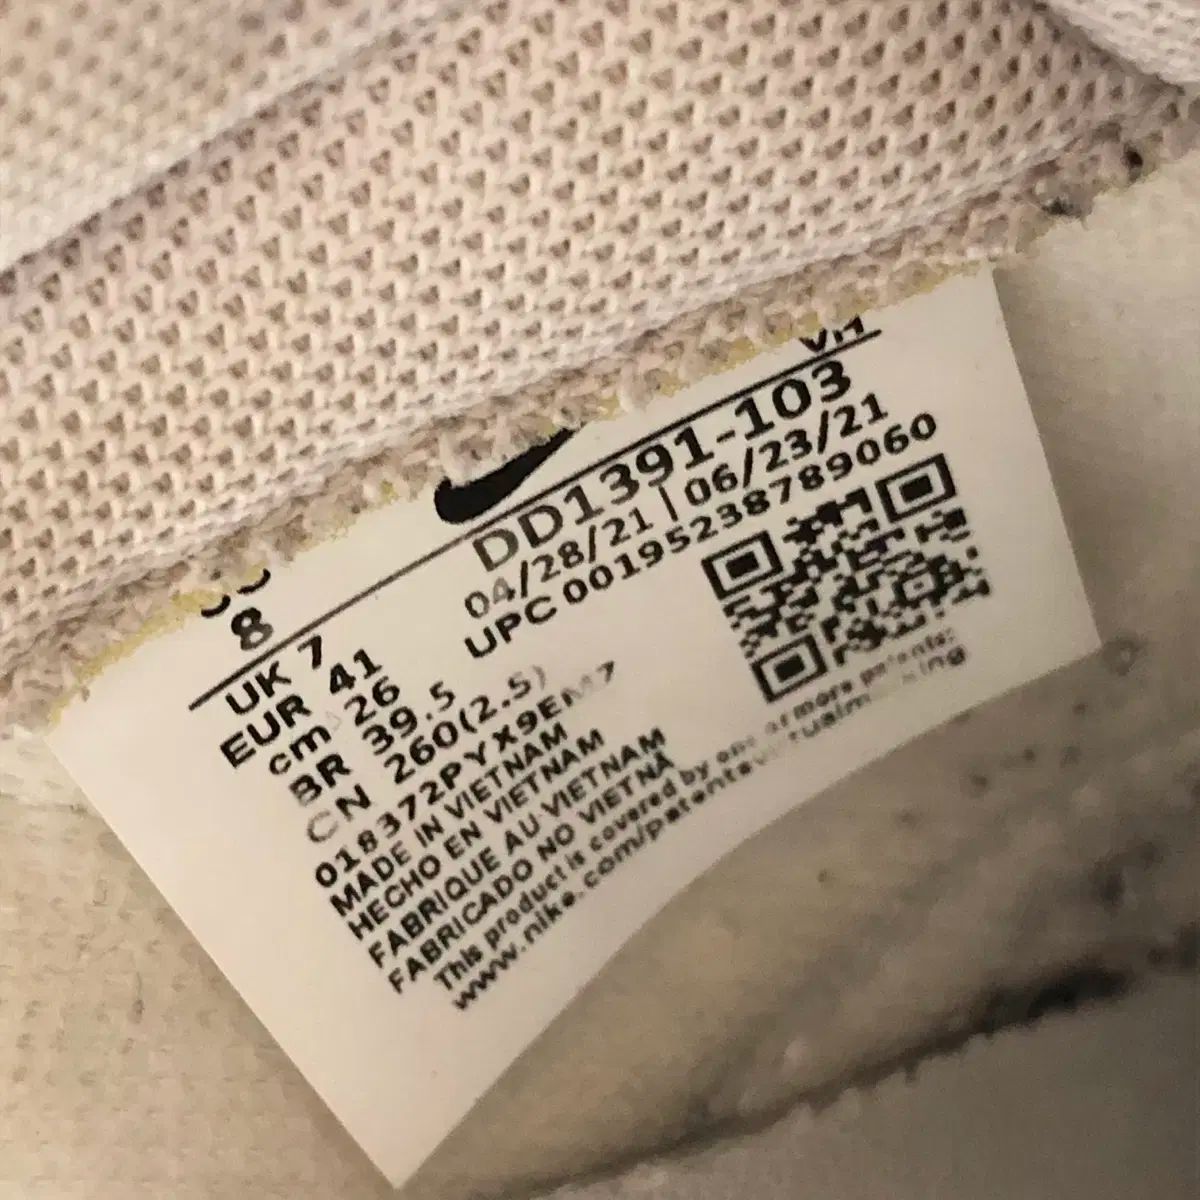 8
UK 7
EUR 41
cm 26
BR 39.5
CN 260(2.5)
018372PYX9EM7
MADE IN VIETNAM
HECHO EN VIETNAM
FABRIQUE AU VIETNAM
FABRICADO NO VIETNÃ
This product is covered by one or more patents:
www.nike.com/patentsvirtualmarking
DD1391-103
04/28/21 | 06/23/21
UPC 00195238789060